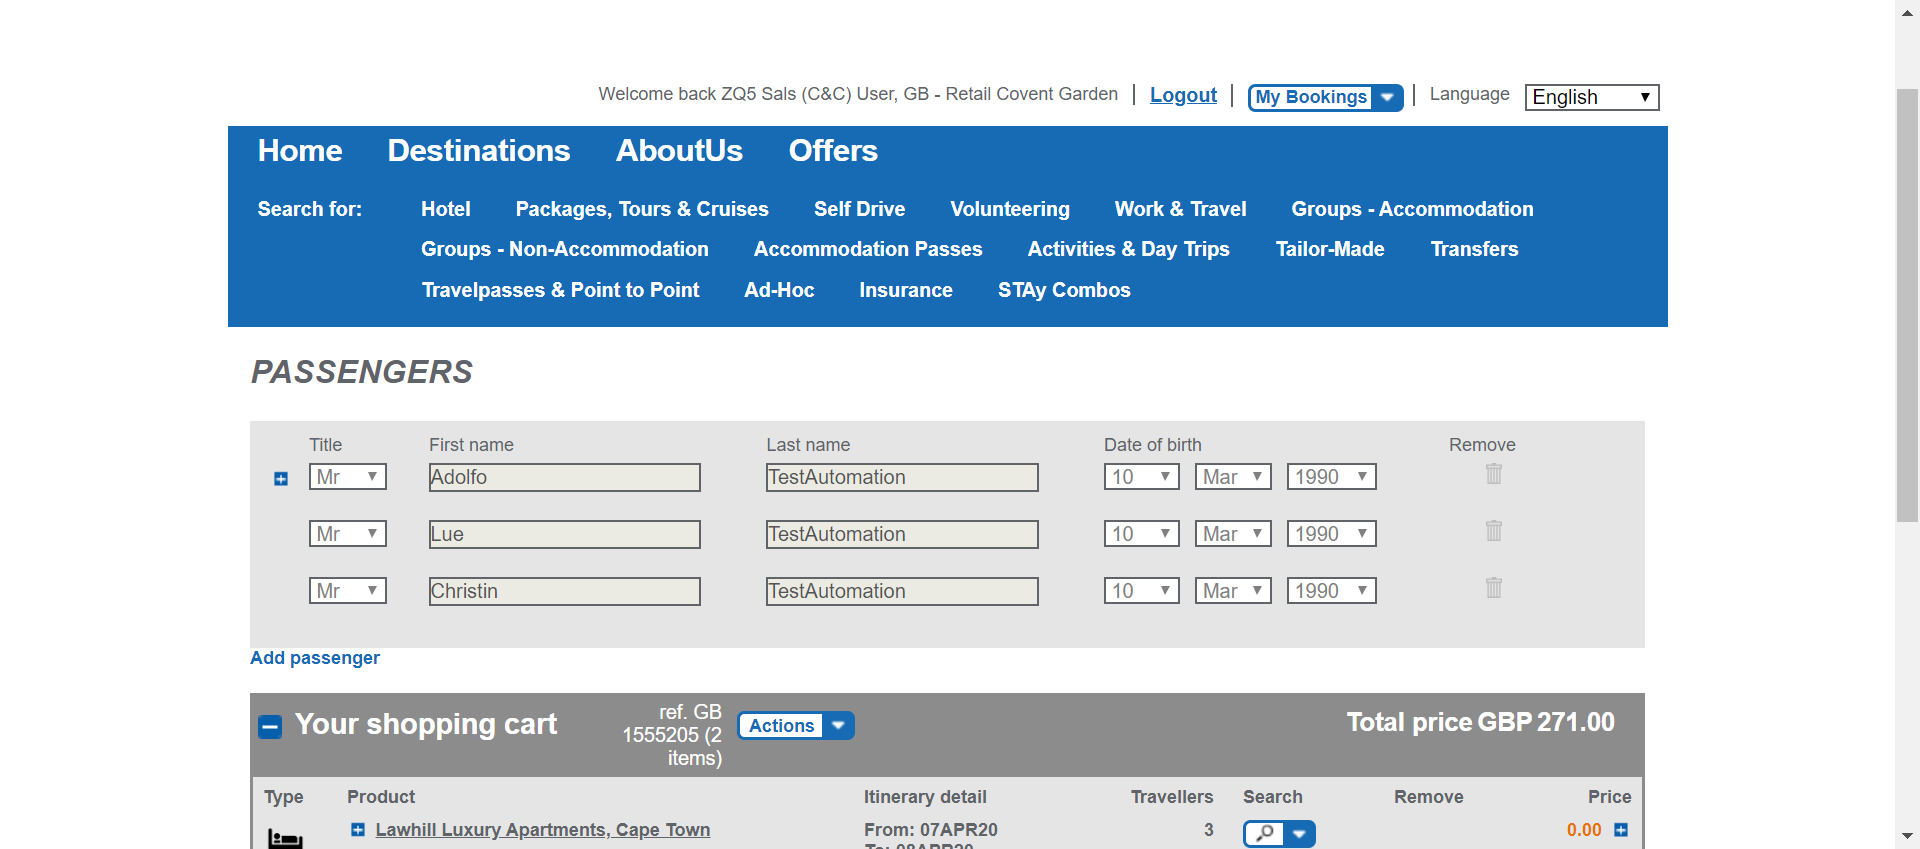 Welcome back ZQ5 Sals (C&C) User, GB - Retail Covent Garden Logout My Bookings Language English
Home Destinations AboutUs Offers
Search for: Hotel Packages, Tours & Cruises Self Drive Volunteering Work & Travel Groups - Accommodation
Groups - Non-Accommodation Accommodation Passes Activities & Day Trips Tailor-Made Transfers
Travelpasses & Point to Point Ad-Hoc Insurance STAy Combos
PASSENGERS
Title First name Last name Date of birth Remove
Mr Adolfo TestAutomation 10 Mar 1990
Mr Lue TestAutomation 10 Mar 1990
Mr Christin TestAutomation 10 Mar 1990
Add passenger
Your shopping cart
ref. GB
1555205 (2
items)
Actions
Total price GBP 271.00
Type Product Itinerary detail Travellers Search Remove Price
Lawhill Luxury Apartments, Cape Town From: 07APR20 3 0.00
To: 08APR20